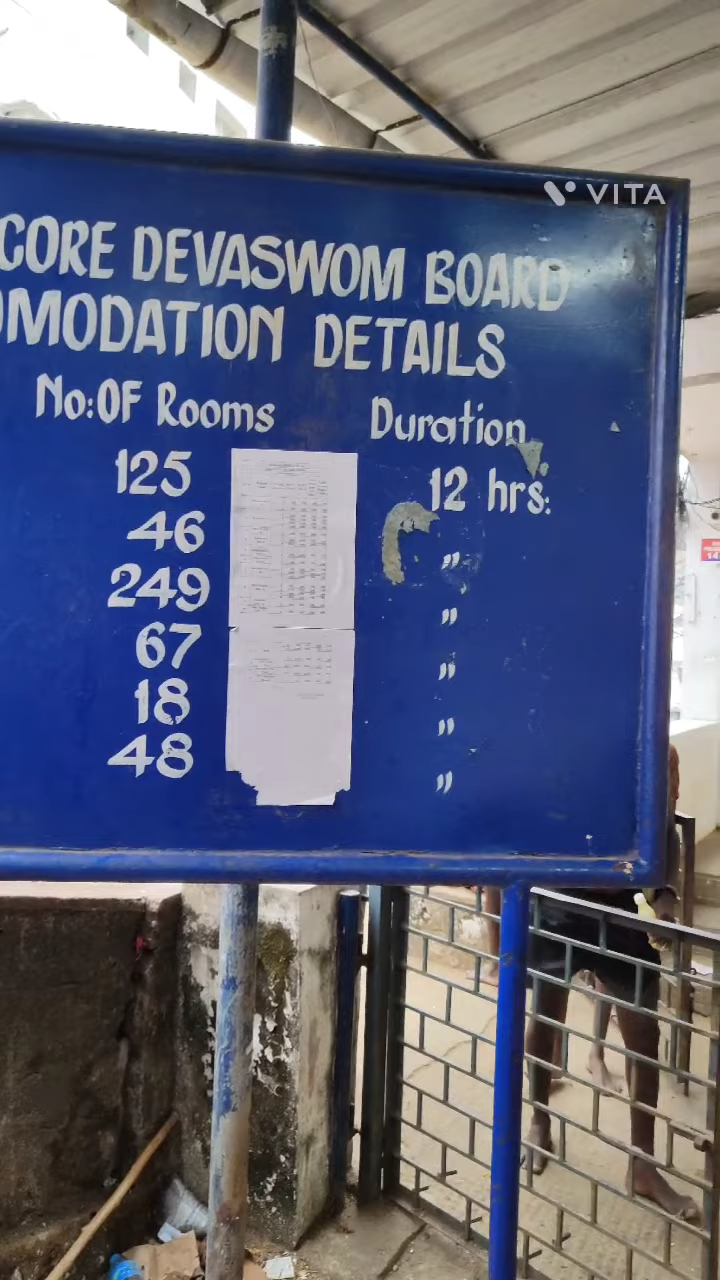 VITA
CORE DEVASWOM BOARD
OMODATION DETAILS
No:OF Rooms Duration
125 12 hrs:
46 "
249 "
67 "
18 "
48 "